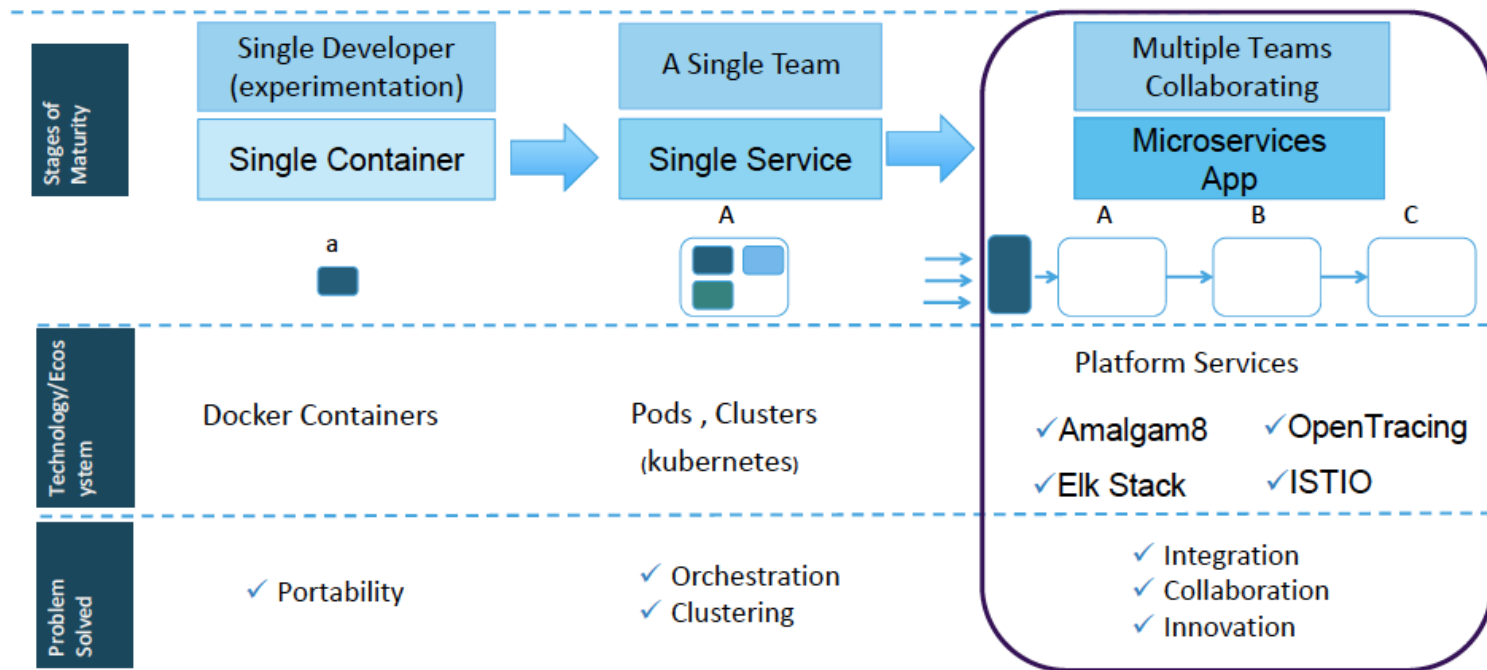 Stages of
Maturity
Single Developer
(experimentation)
Single Container
a
A Single Team
Single Service
A
Multiple Teams
Collaborating
Microservices
App
A
B
C
Technology/Ecos
ystem
Docker Containers
Pods , Clusters
(kubernetes)
Platform Services
✓Amalgam8
✓OpenTracing
✓Elk Stack
✓ISTIO
Problem
Solved
✓ Portability
✓ Orchestration
✓ Clustering
✓ Integration
✓ Collaboration
✓ Innovation